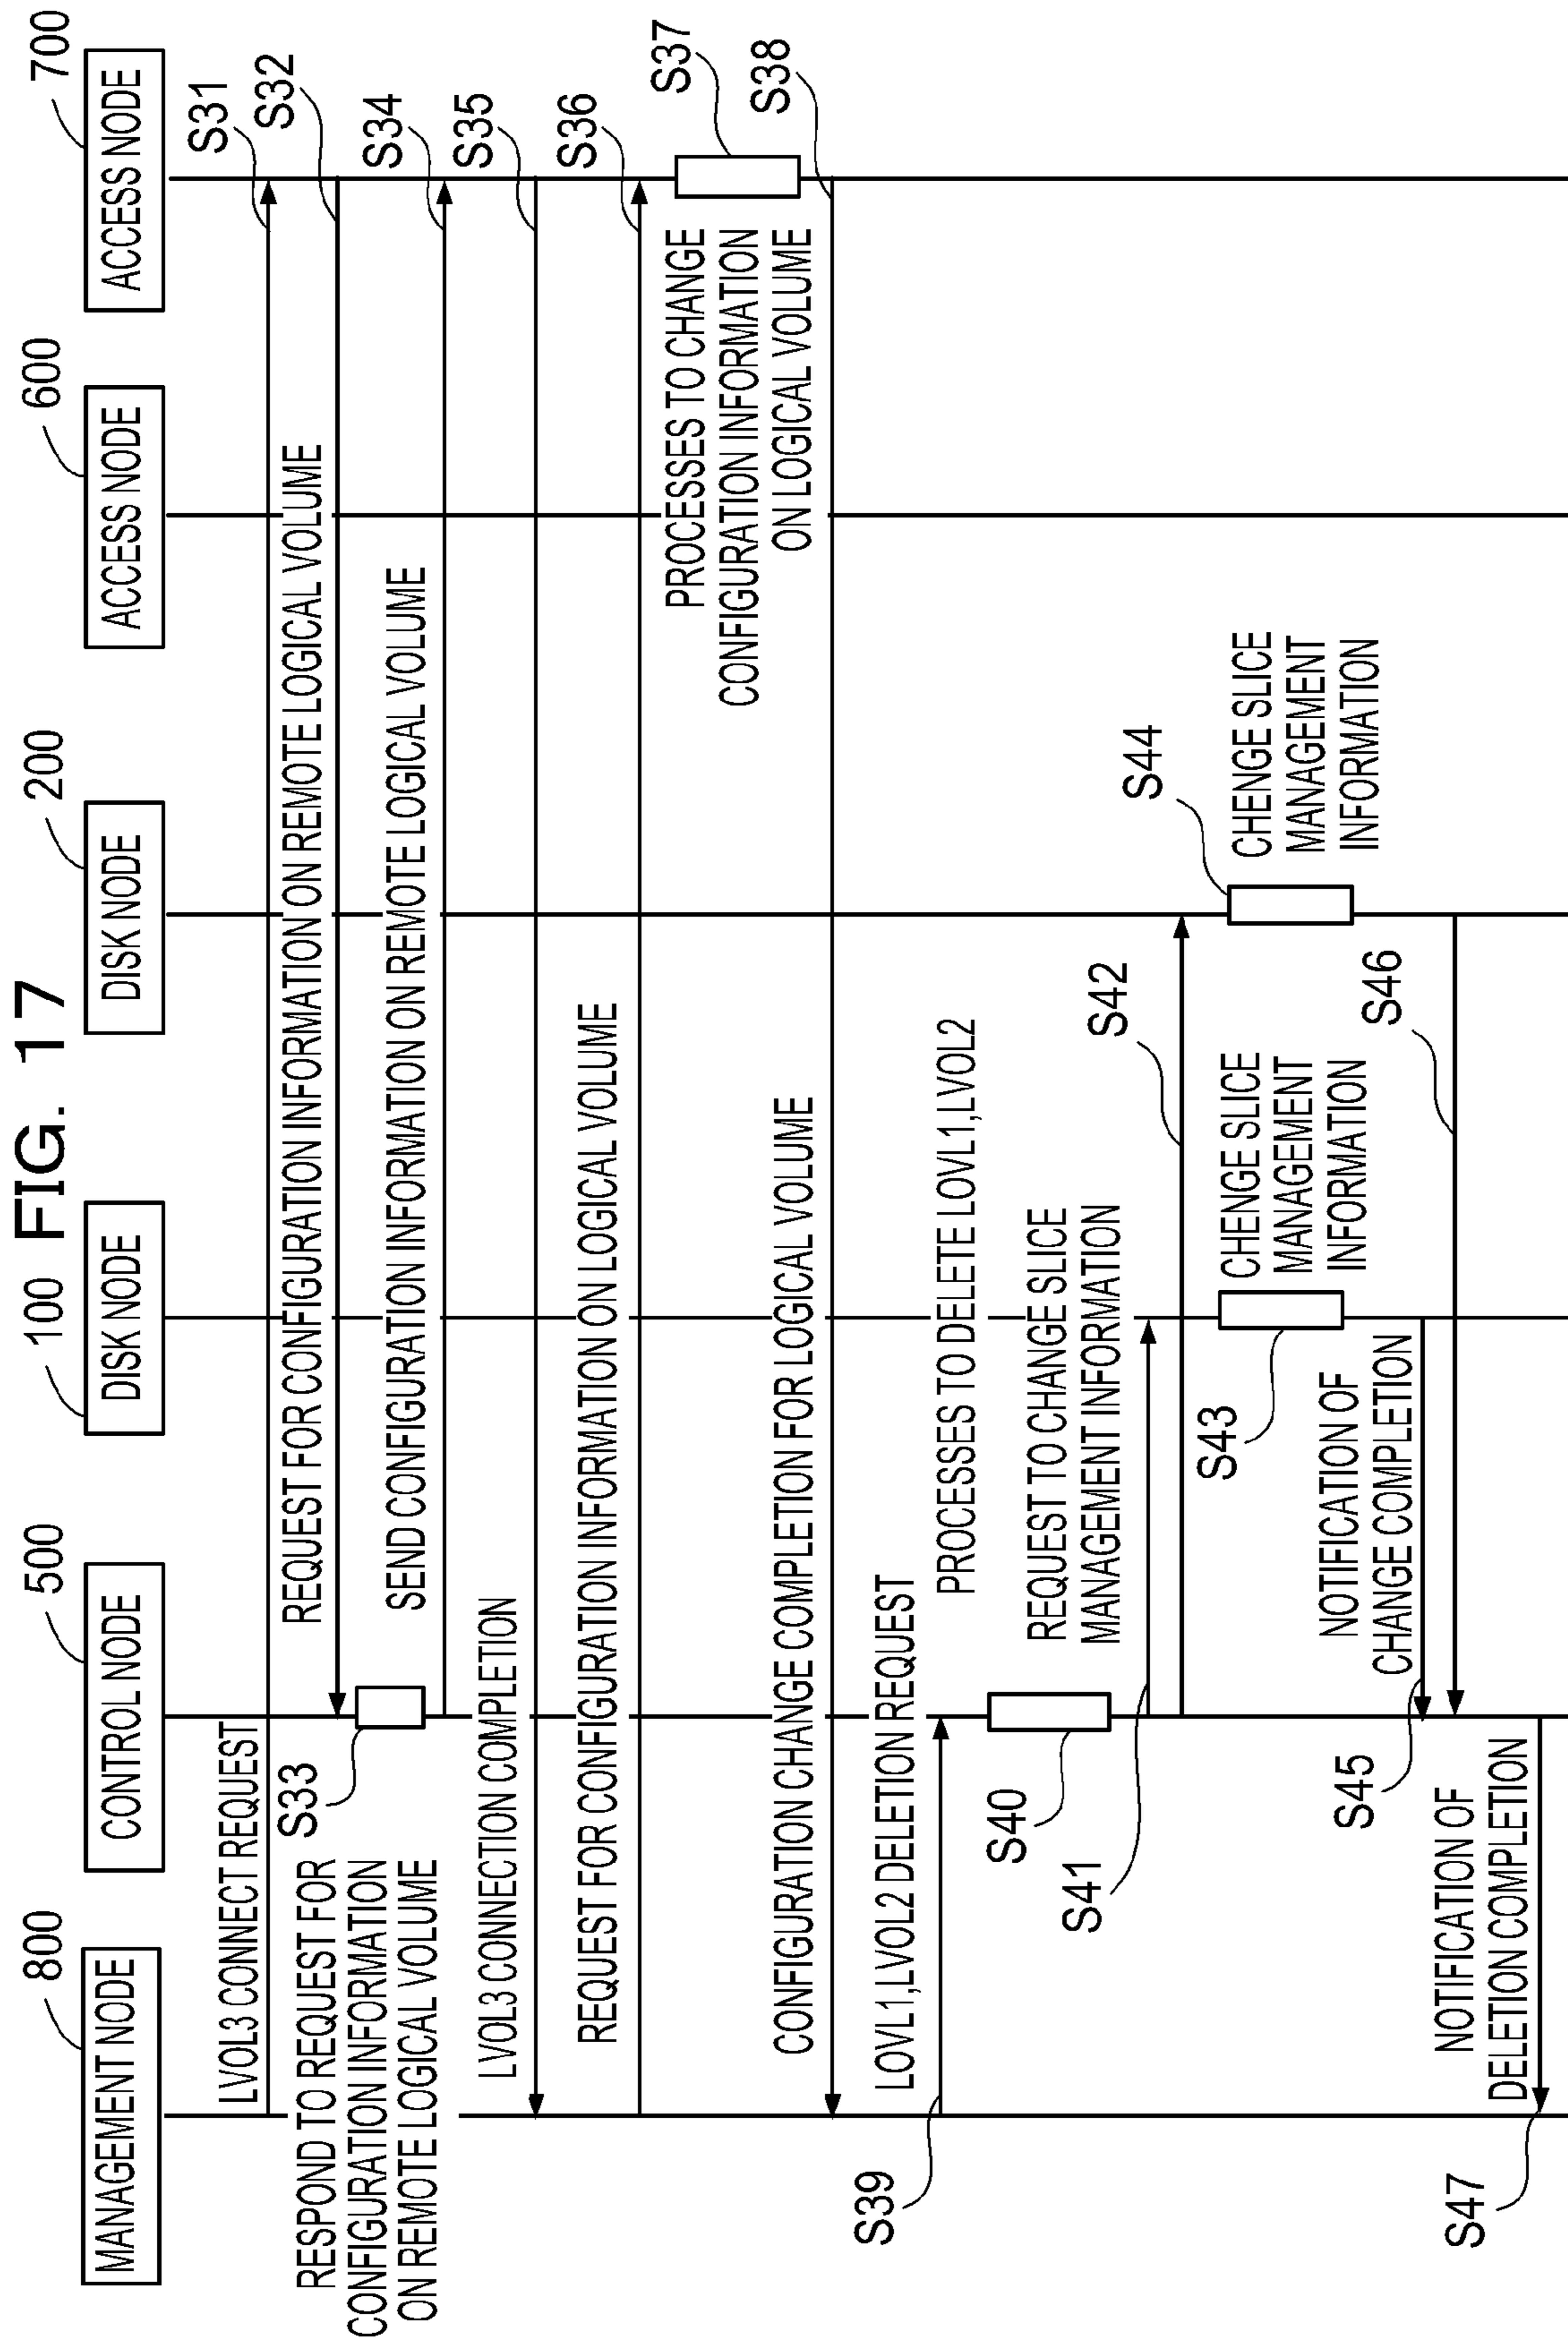 FIG. 17
800
500
100
200
600
700
MANAGEMENT NODE
CONTROL NODE
DISK NODE
DISK NODE
ACCESS NODE
ACCESS NODE
LVOL3 CONNECT REQUEST
S31
REQUEST FOR CONFIGURATION INFORMATION ON REMOTE LOGICAL VOLUME
S32
RESPOND TO REQUEST FOR
CONFIGURATION INFORMATION
ON REMOTE LOGICAL VOLUME
S33
SEND CONFIGURATION INFORMATION ON REMOTE LOGICAL VOLUME
S34
LVOL3 CONNECTION COMPLETION
S35
REQUEST FOR CONFIGURATION INFORMATION ON LOGICAL VOLUME
S36
PROCESSES TO CHANGE
CONFIGURATION INFORMATION
ON LOGICAL VOLUME
S37
CONFIGURATION CHANGE COMPLETION FOR LOGICAL VOLUME
S38
S39
LOVL1,LVOL2 DELETION REQUEST
PROCESSES TO DELETE LOVL1,LVOL2
S40
REQUEST TO CHANGE SLICE
MANAGEMENT INFORMATION
S41
S42
S43
CHENGE SLICE
MANAGEMENT
INFORMATION
S44
CHENGE SLICE
MANAGEMENT
INFORMATION
NOTIFICATION OF
CHANGE COMPLETION
S45
S46
NOTIFICATION OF
DELETION COMPLETION
S47